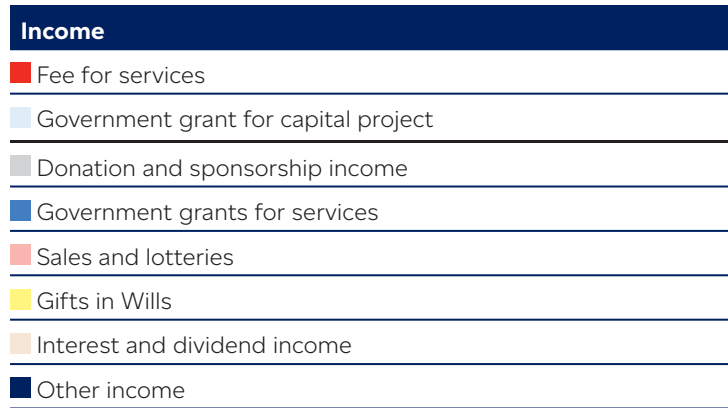 Income
Fee for services
Government grant for capital project
Donation and sponsorship income
Government grants for services
Sales and lotteries
Gifts in Wills
Interest and dividend income
Other income